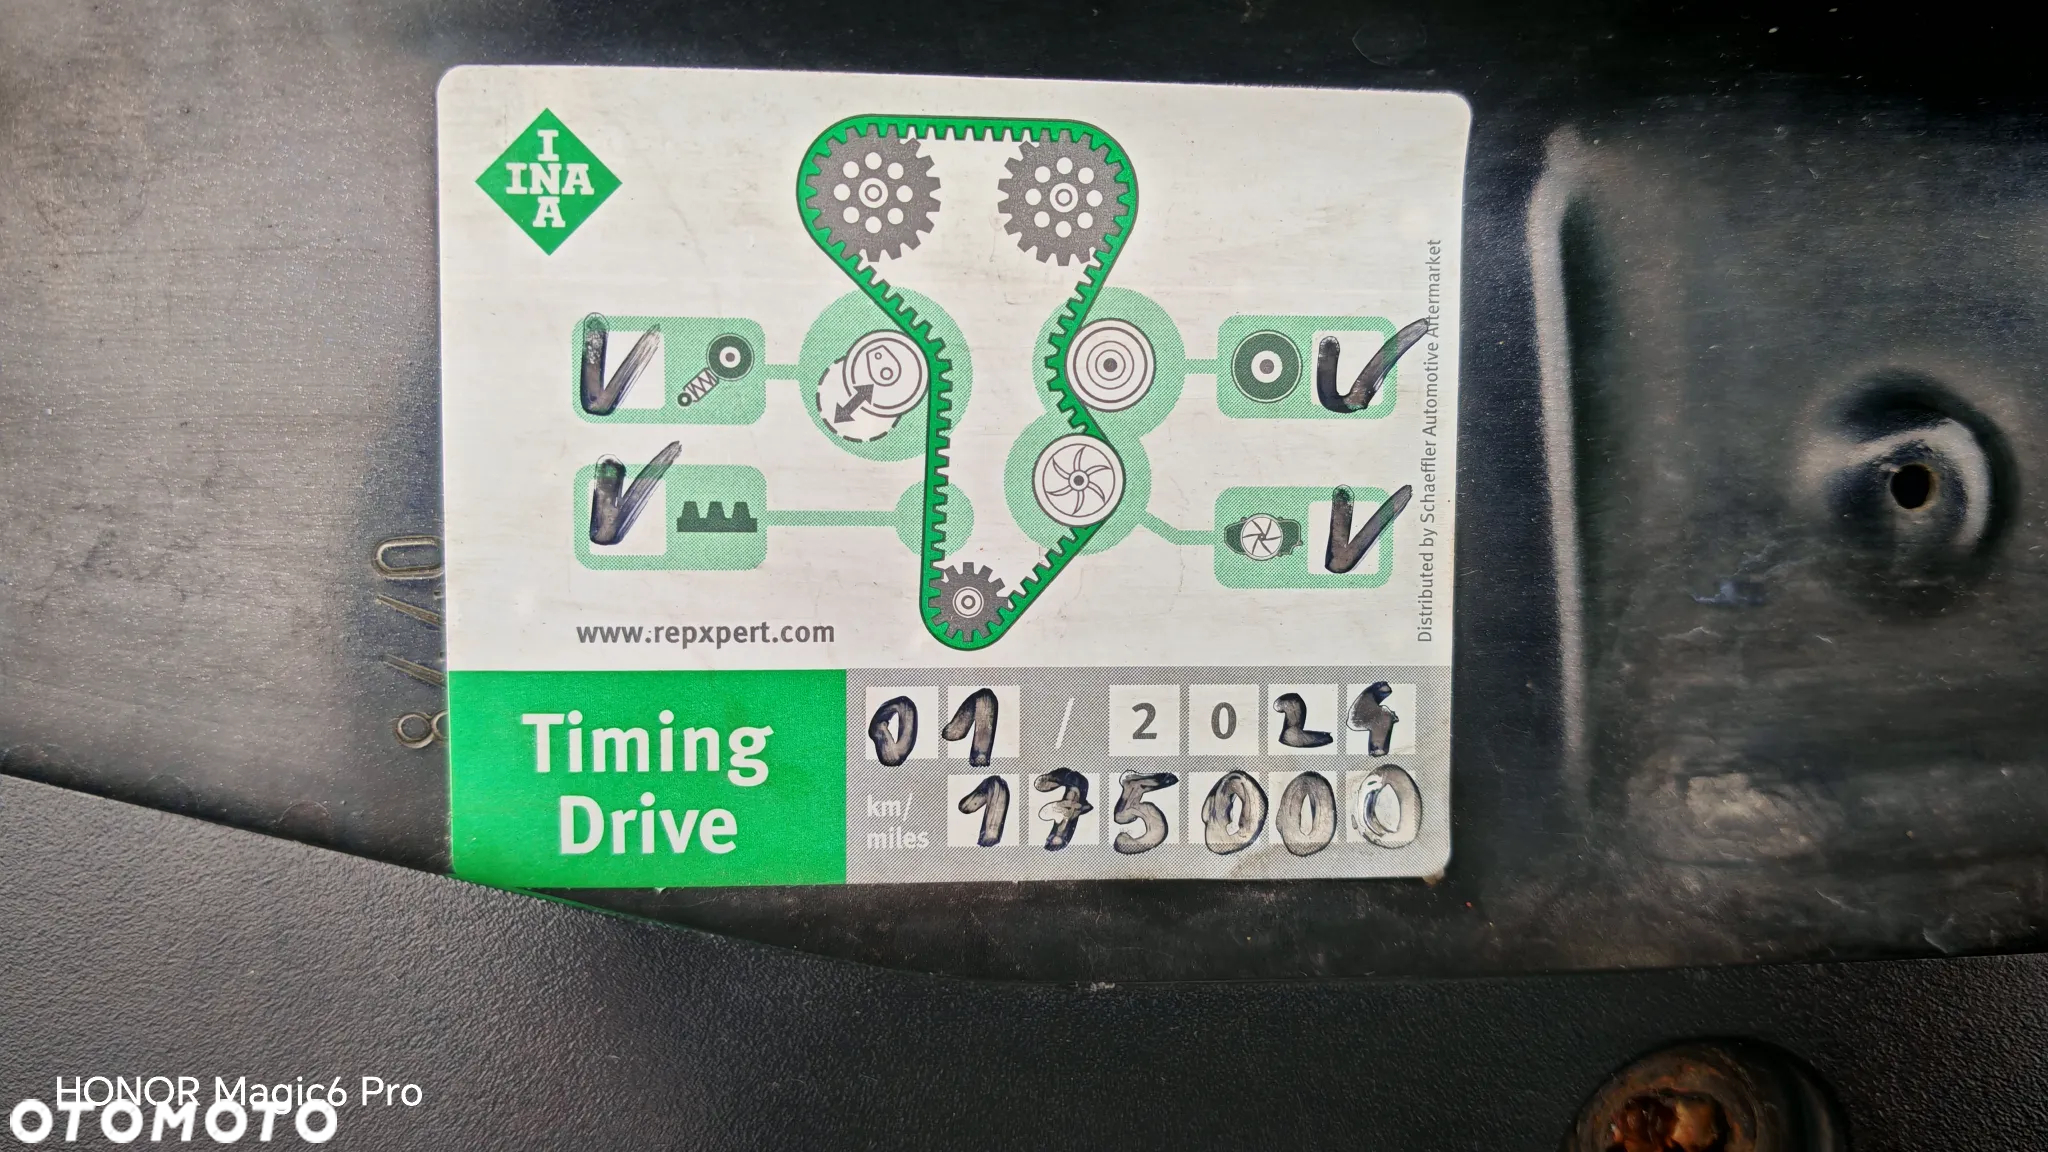 I
INA
A
Distributed by Schaeffler Automotive Aftermarket
www.repxpert.com
Timing
Drive
01 / 2024
km/
miles
175000
HONOR Magic6 Pro
OTOMOTO